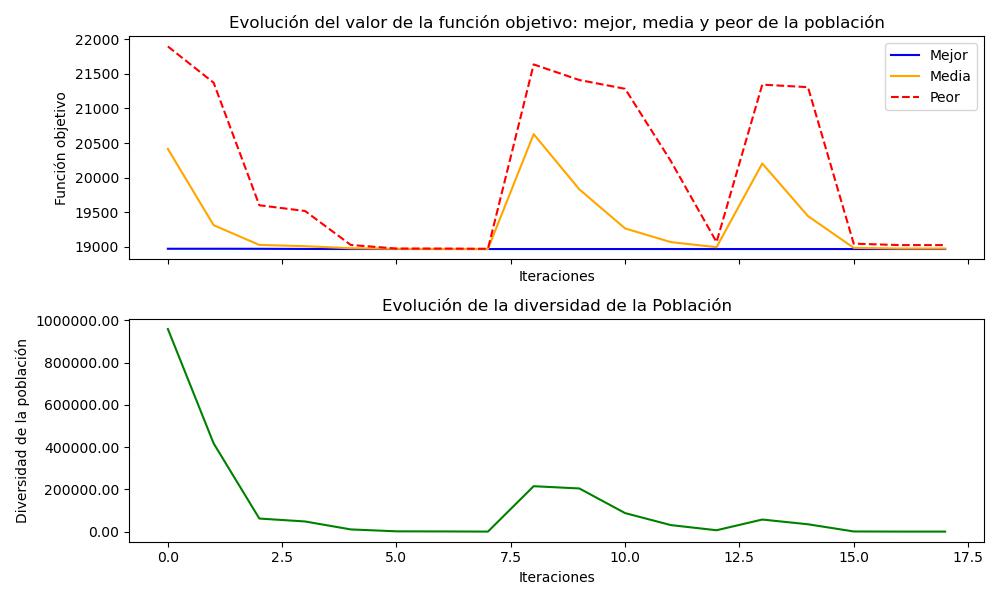 Evolución del valor de la función objetivo: mejor, media y peor de la población
22000
21500
21000
20500
20000
19500
19000
Función objetivo
Mejor
Media
Peor
Iteraciones
Evolución de la diversidad de la Población
1000000.00
800000.00
600000.00
400000.00
200000.00
0.00
Diversidad de la población
0.0 2.5 5.0 7.5 10.0 12.5 15.0 17.5
Iteraciones